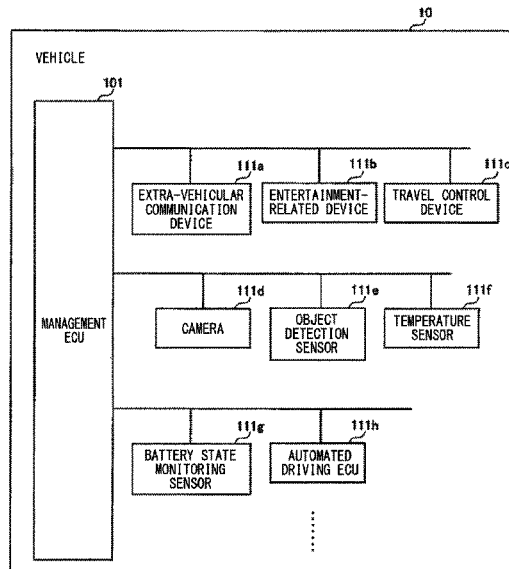 10
VEHICLE
101
111a
111b
111c
EXTRA-VEHICULAR
COMMUNICATION
DEVICE
ENTERTAINMENT-
RELATED DEVICE
TRAVEL CONTROL
DEVICE
111d
111e
111f
MANAGEMENT
ECU
CAMERA
OBJECT
DETECTION
SENSOR
TEMPERATURE
SENSOR
111g
111h
BATTERY STATE
MONITORING
SENSOR
AUTOMATED
DRIVING ECU